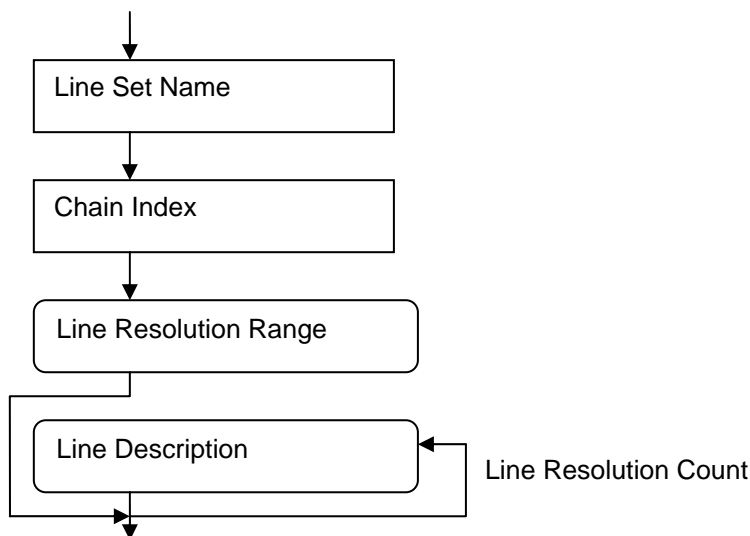 Line Set Name
Chain Index
Line Resolution Range
Line Description
Line Resolution Count